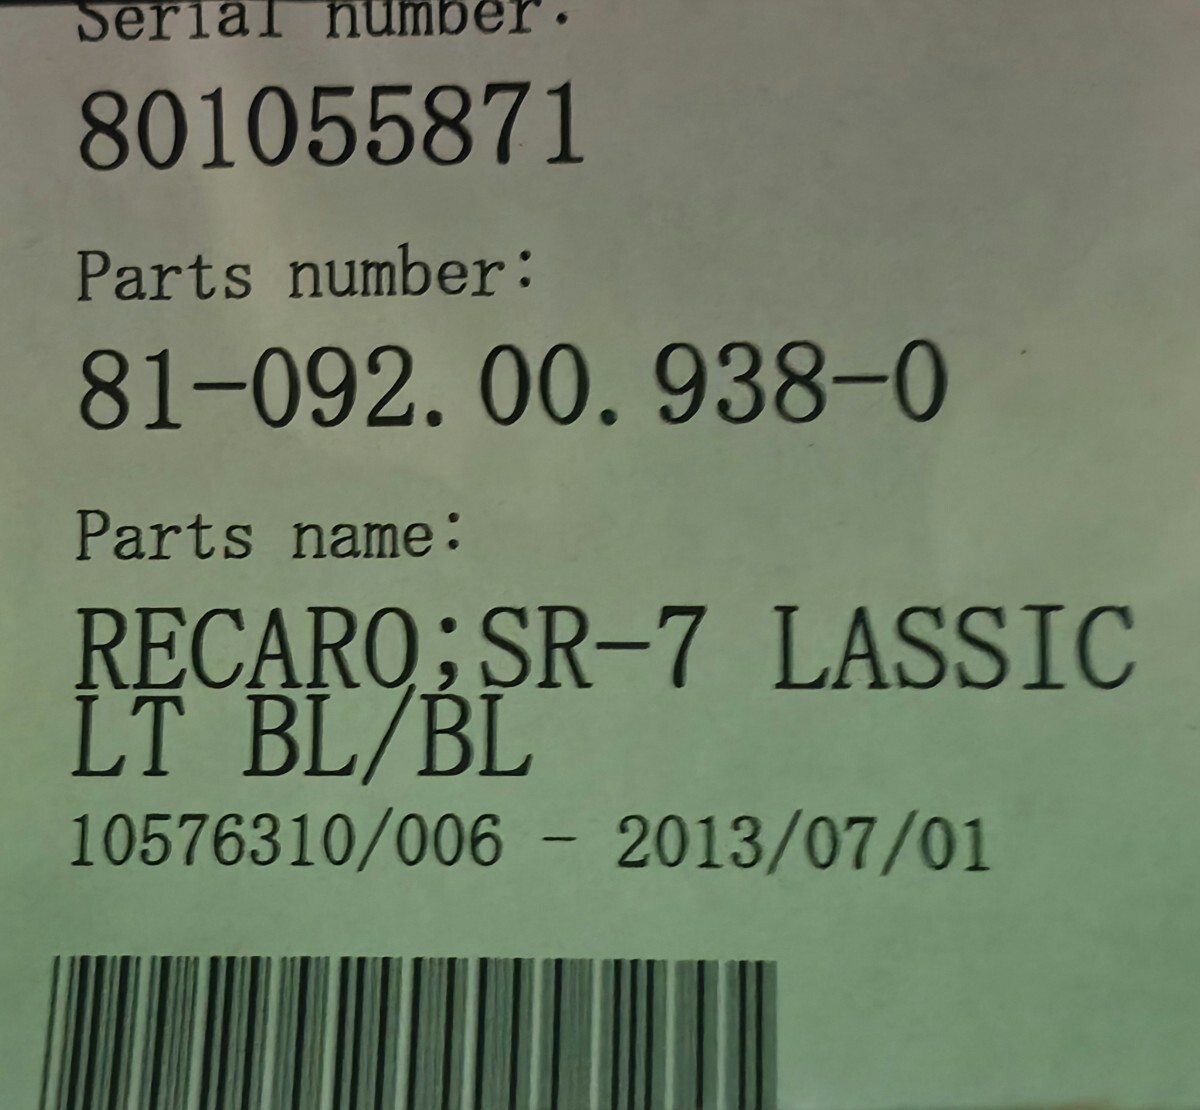 Serial number:
801055871
Parts number:
81-092.00.938-0
Parts name:
RECARO;SR-7 LASSIC
LT BL/BL
10576310/006 - 2013/07/01